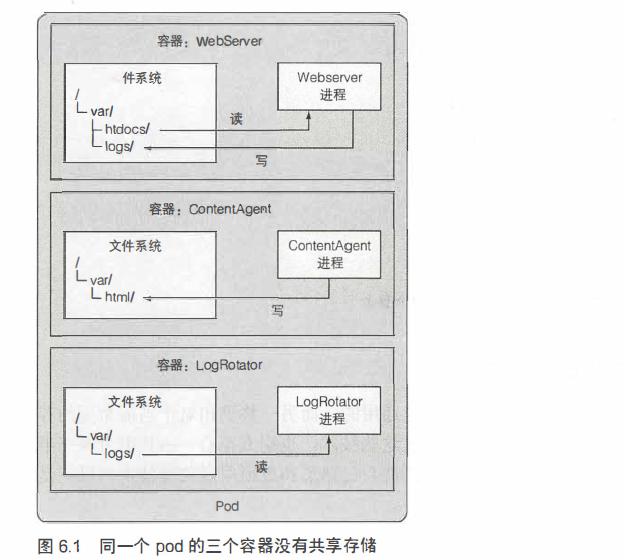 容器：WebServer
件系统
/
var/
htdocs/
logs/
Webserver
进程
读
写
容器：ContentAgent
文件系统
/
var/
html/
ContentAgent
进程
写
容器：LogRotator
文件系统
/
var/
logs/
LogRotator
进程
读
Pod
图 6.1 同一个 pod 的三个容器没有共享存储